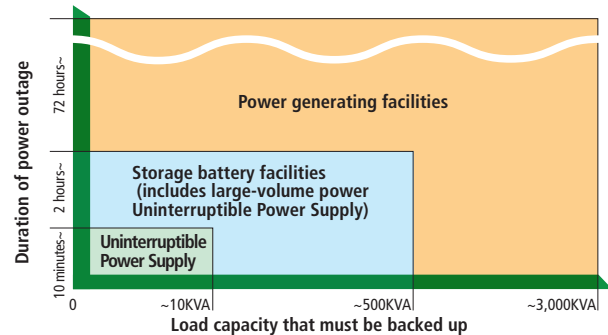 Duration of power outage
72 hours~
2 hours~
10 minutes~
Power generating facilities
Storage battery facilities
(includes large-volume power
Uninterruptible Power Supply)
Uninterruptible
Power Supply
0
~10KVA
~500KVA
~3,000KVA
Load capacity that must be backed up